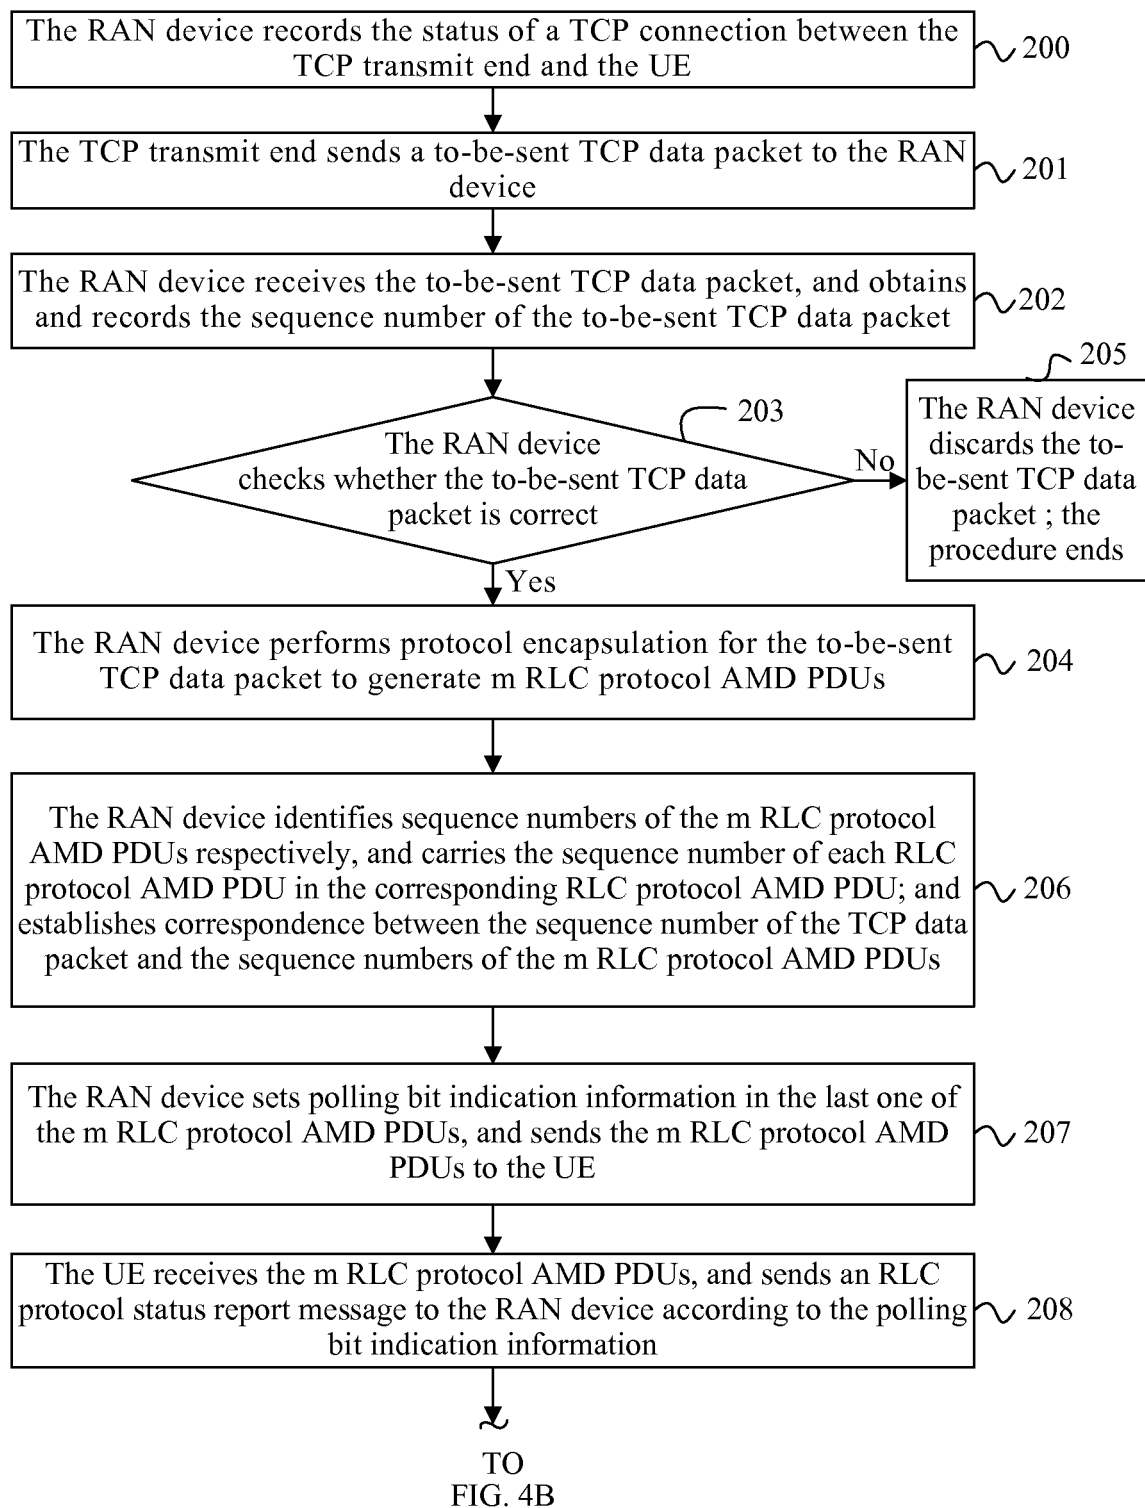 The RAN device records the status of a TCP connection between the
TCP transmit end and the UE
200
The TCP transmit end sends a to-be-sent TCP data packet to the RAN
device
201
The RAN device receives the to-be-sent TCP data packet, and obtains
and records the sequence number of the to-be-sent TCP data packet
202
203
The RAN device
checks whether the to-be-sent TCP data
packet is correct
No
205
The RAN device
discards the to-
be-sent TCP data
packet ; the
procedure ends
Yes
The RAN device performs protocol encapsulation for the to-be-sent
TCP data packet to generate m RLC protocol AMD PDUs
204
The RAN device identifies sequence numbers of the m RLC protocol
AMD PDUs respectively, and carries the sequence number of each RLC
protocol AMD PDU in the corresponding RLC protocol AMD PDU; and
establishes correspondence between the sequence number of the TCP data
packet and the sequence numbers of the m RLC protocol AMD PDUs
206
The RAN device sets polling bit indication information in the last one of
the m RLC protocol AMD PDUs, and sends the m RLC protocol AMD
PDUs to the UE
207
The UE receives the m RLC protocol AMD PDUs, and sends an RLC
protocol status report message to the RAN device according to the polling
bit indication information
208
TO
FIG. 4B